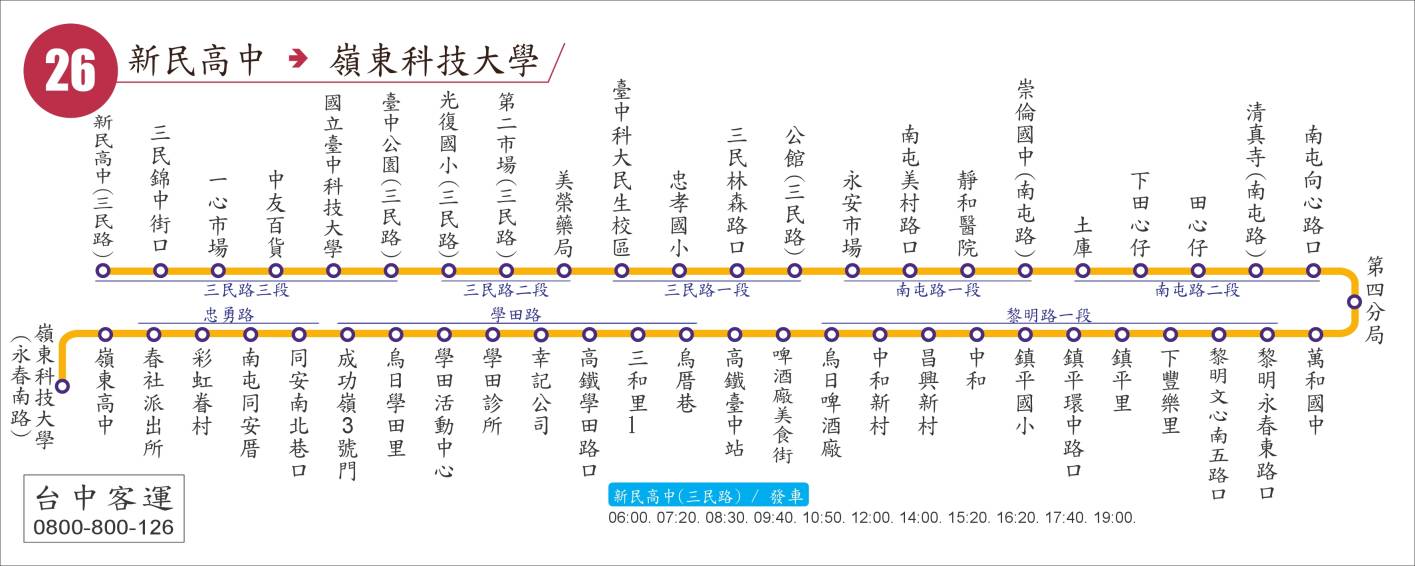 26
新民高中 → 嶺東科技大學
新民高中(三民路)
三民錦中街口
一心市場
中友百貨
國立臺中科技大學
臺中公園(三民路)
光復國小(三民路)
第二市場(三民路)
美榮藥局
臺中科大民生校區
忠孝國小
三民林森路口
公館(三民路)
永安市場
南屯美村路口
靜和醫院
崇倫國中(南屯路)
土庫
下田心仔
田心仔
清真寺(南屯路)
南屯向心路口
三民路三段
三民路二段
三民路一段
南屯路一段
南屯路二段
第四分局
忠勇路
學田路
黎明路一段
嶺東科技大學
(永春南路)
嶺東高中
春社派出所
彩虹眷村
南屯同安厝
同安南北巷口
成功嶺3號門
烏日學田里
學田活動中心
學田診所
幸記公司
高鐵學田路口
三和里1
烏厝巷
高鐵臺中站
啤酒廠美食街
烏日啤酒廠
中和新村
昌興新村
中和
鎮平國小
鎮平環中路口
鎮平里
下豐樂里
黎明文心南五路口
黎明永春東路口
萬和國中
台中客運
0800-800-126
新民高中(三民路) / 發車
06:00. 07:20. 08:30. 09:40. 10:50. 12:00. 14:00. 15:20. 16:20. 17:40. 19:00.